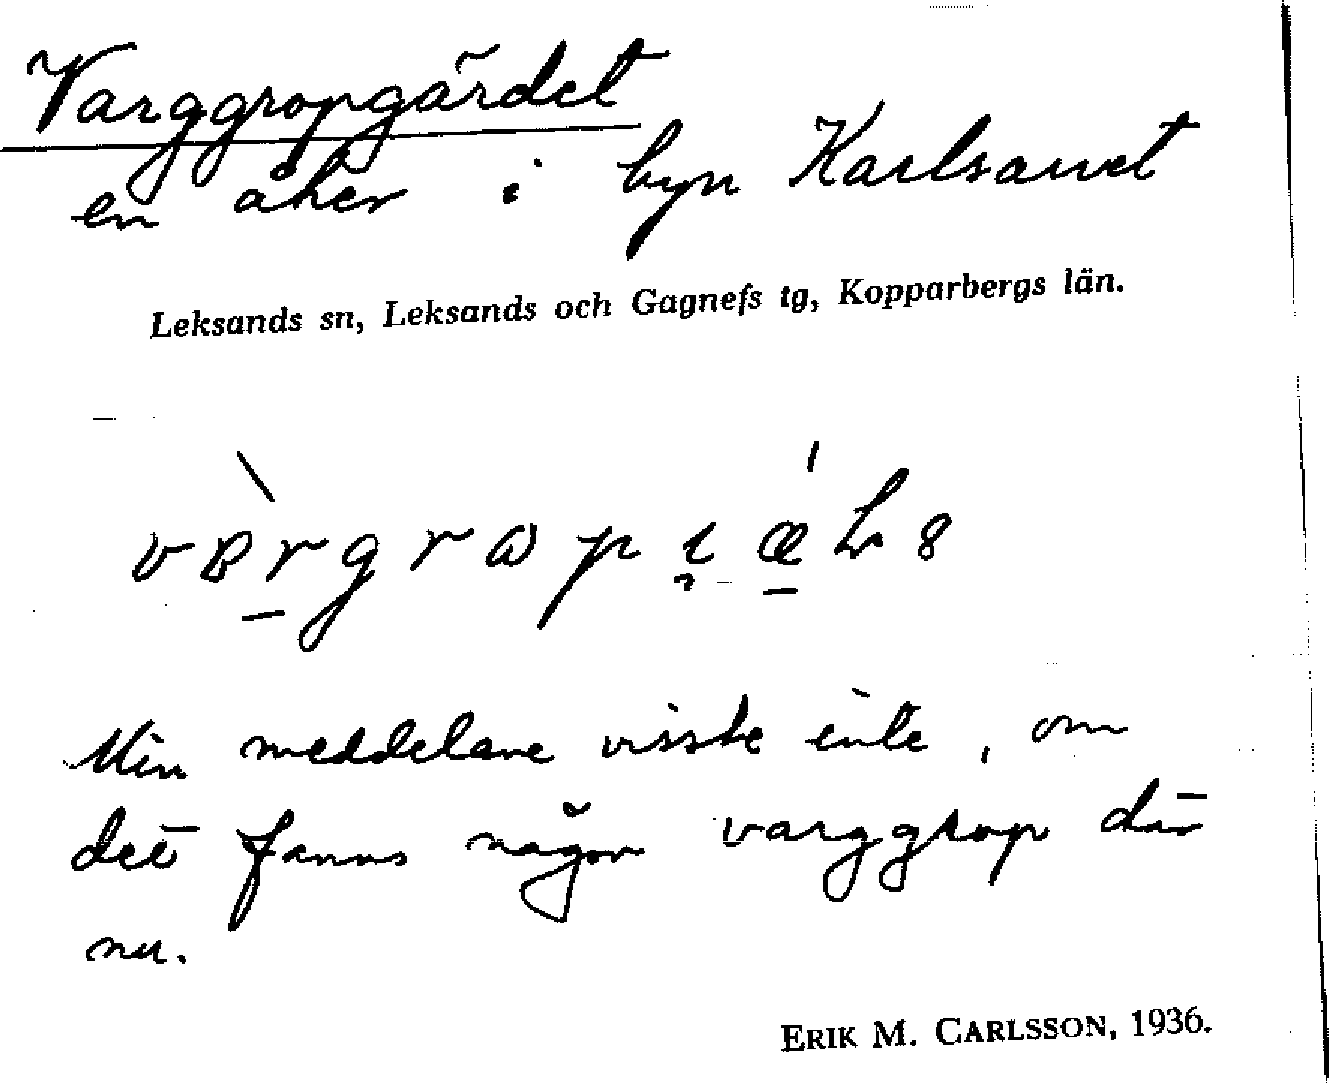 Varggropgärdet
en åker i byn Karlsarvet
Leksands sn, Leksands och Gagnefs tg, Kopparbergs län.
Min meddelare visste inte, om
det fanns någon varggrop där
nu.
ERIK M. CARLSSON, 1936.